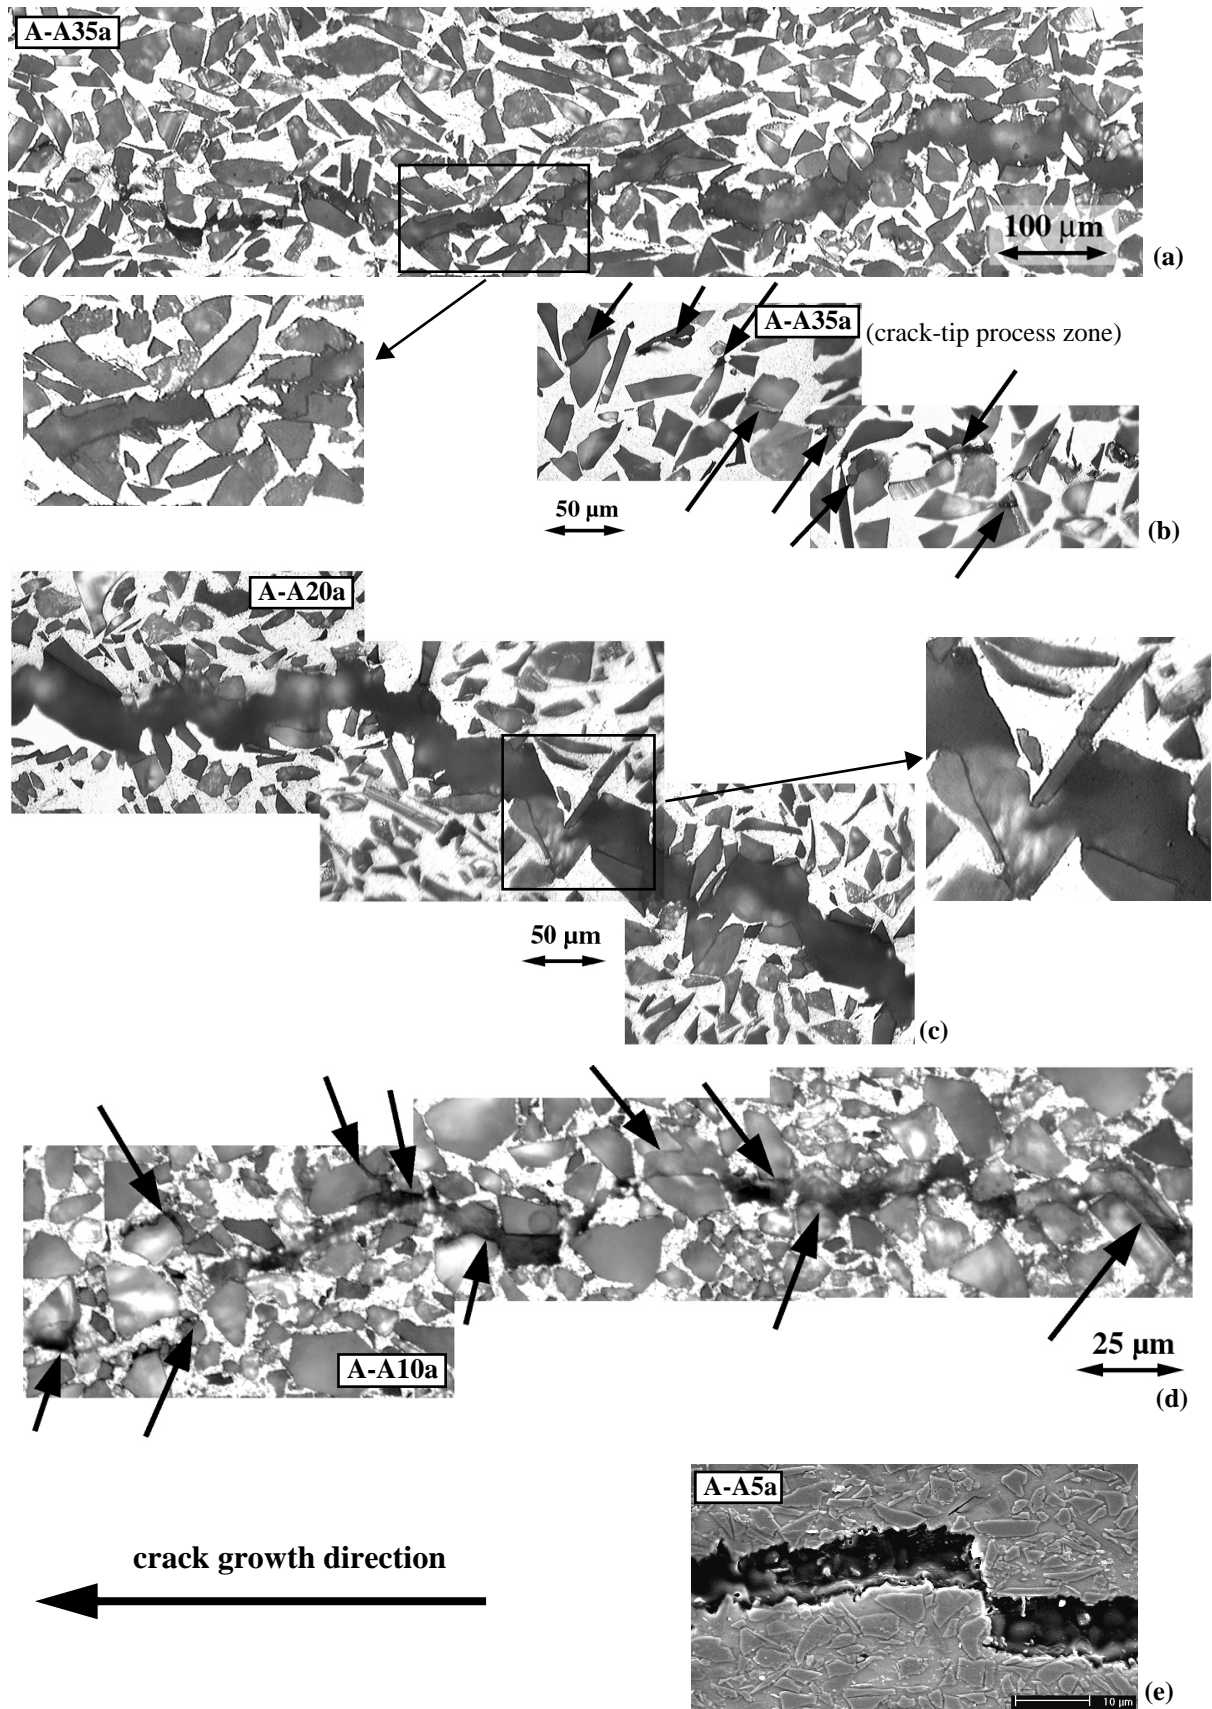 A-A35a
100 µm
(a)
A-A35a
(crack-tip process zone)
50 µm
(b)
A-A20a
50 µm
(c)
A-A10a
25 µm
(d)
A-A5a
crack growth direction
10 µm
(e)